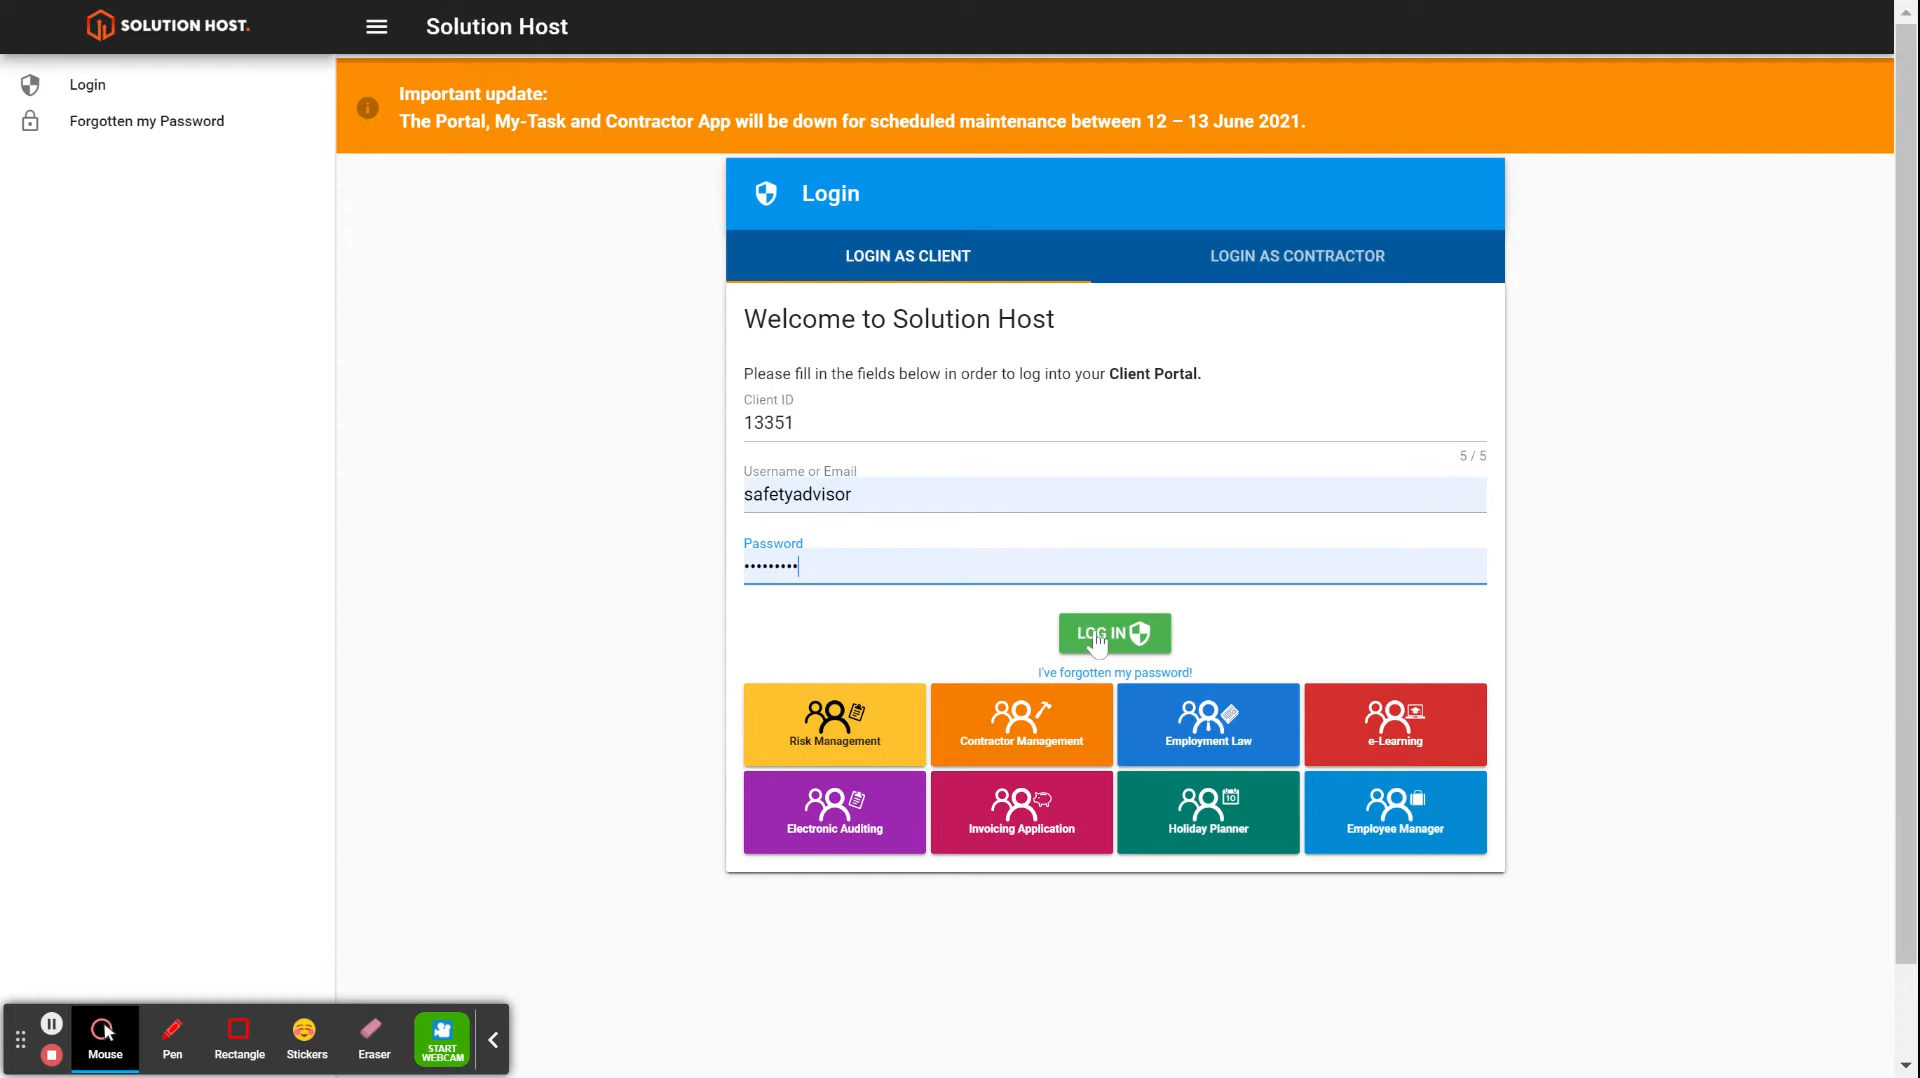 SOLUTION HOST.
Solution Host
Login
Forgotten my Password
Important update:
The Portal, My-Task and Contractor App will be down for scheduled maintenance between 12 – 13 June 2021.
Login
LOGIN AS CLIENT
LOGIN AS CONTRACTOR
Welcome to Solution Host
Please fill in the fields below in order to log into your Client Portal.
Client ID
13351
5 / 5
Username or Email
safetyadvisor
Password
•••••••••
LOG IN
I've forgotten my password!
Risk Management
Contractor Management
Employment Law
e-Learning
Electronic Auditing
Invoicing Application
10
Holiday Planner
Employee Manager
Mouse
Pen
Rectangle
Stickers
Eraser
START
WEBCAM